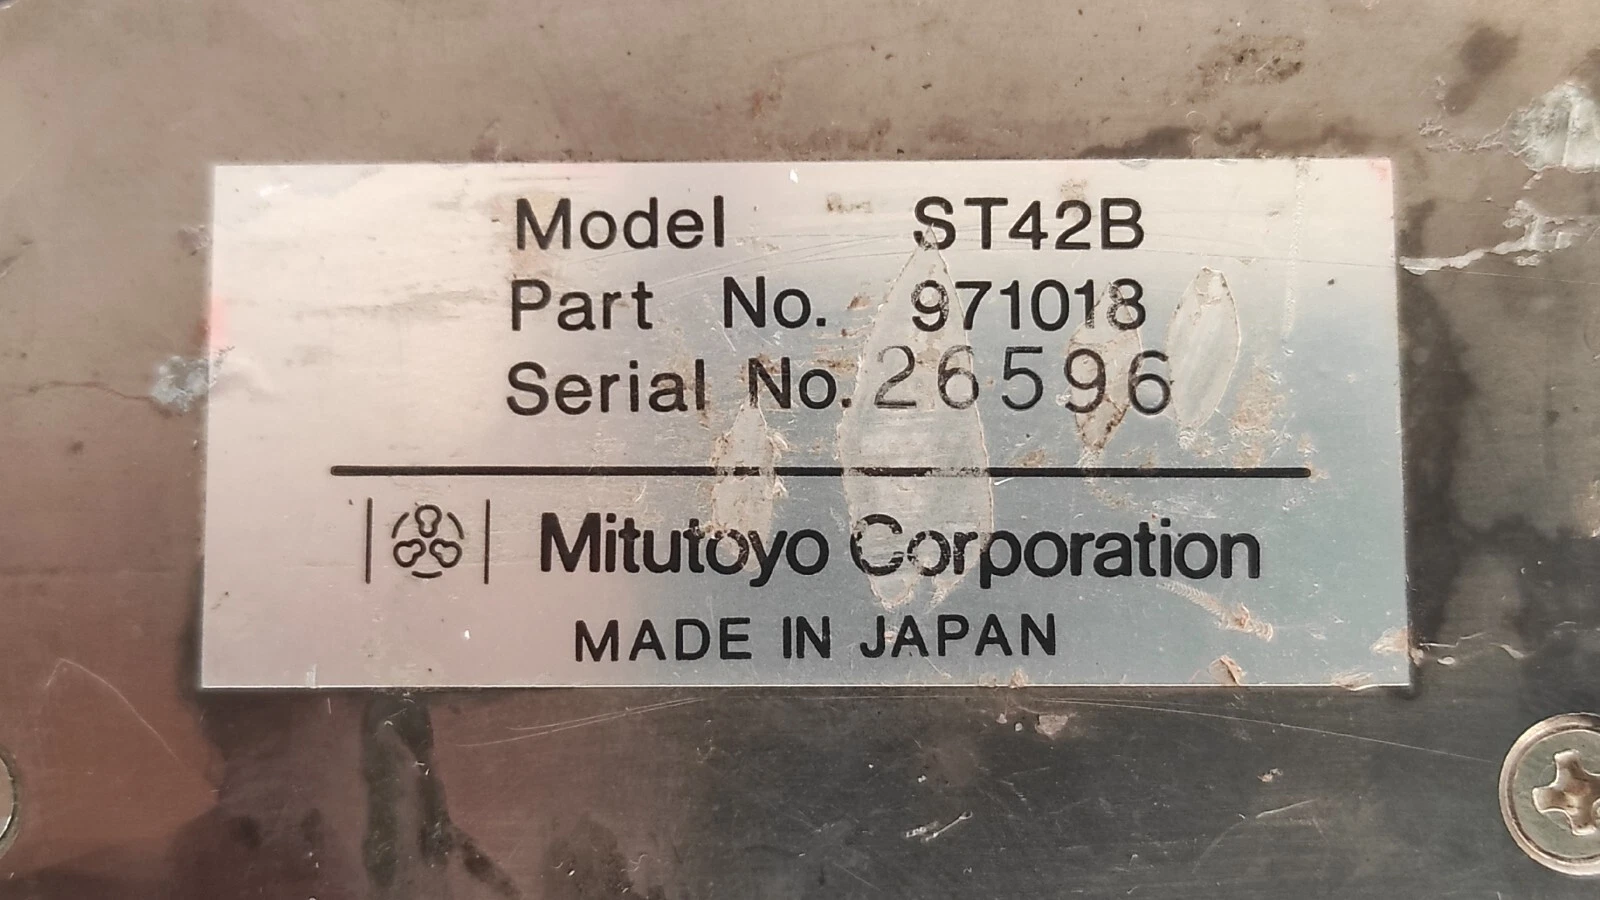 Model ST42B
Part No. 971018
Serial No. 26596
Mitutoyo Corporation
MADE IN JAPAN